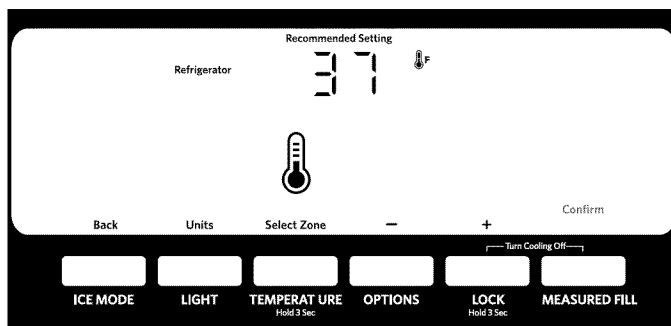 Recommended Setting
Refrigerator 37 F
Back Units Select Zone − + Confirm
Turn Cooling Off
ICE MODE LIGHT TEMPERAT URE OPTIONS LOCK MEASURED FILL
Hold 3 Sec Hold 3 Sec